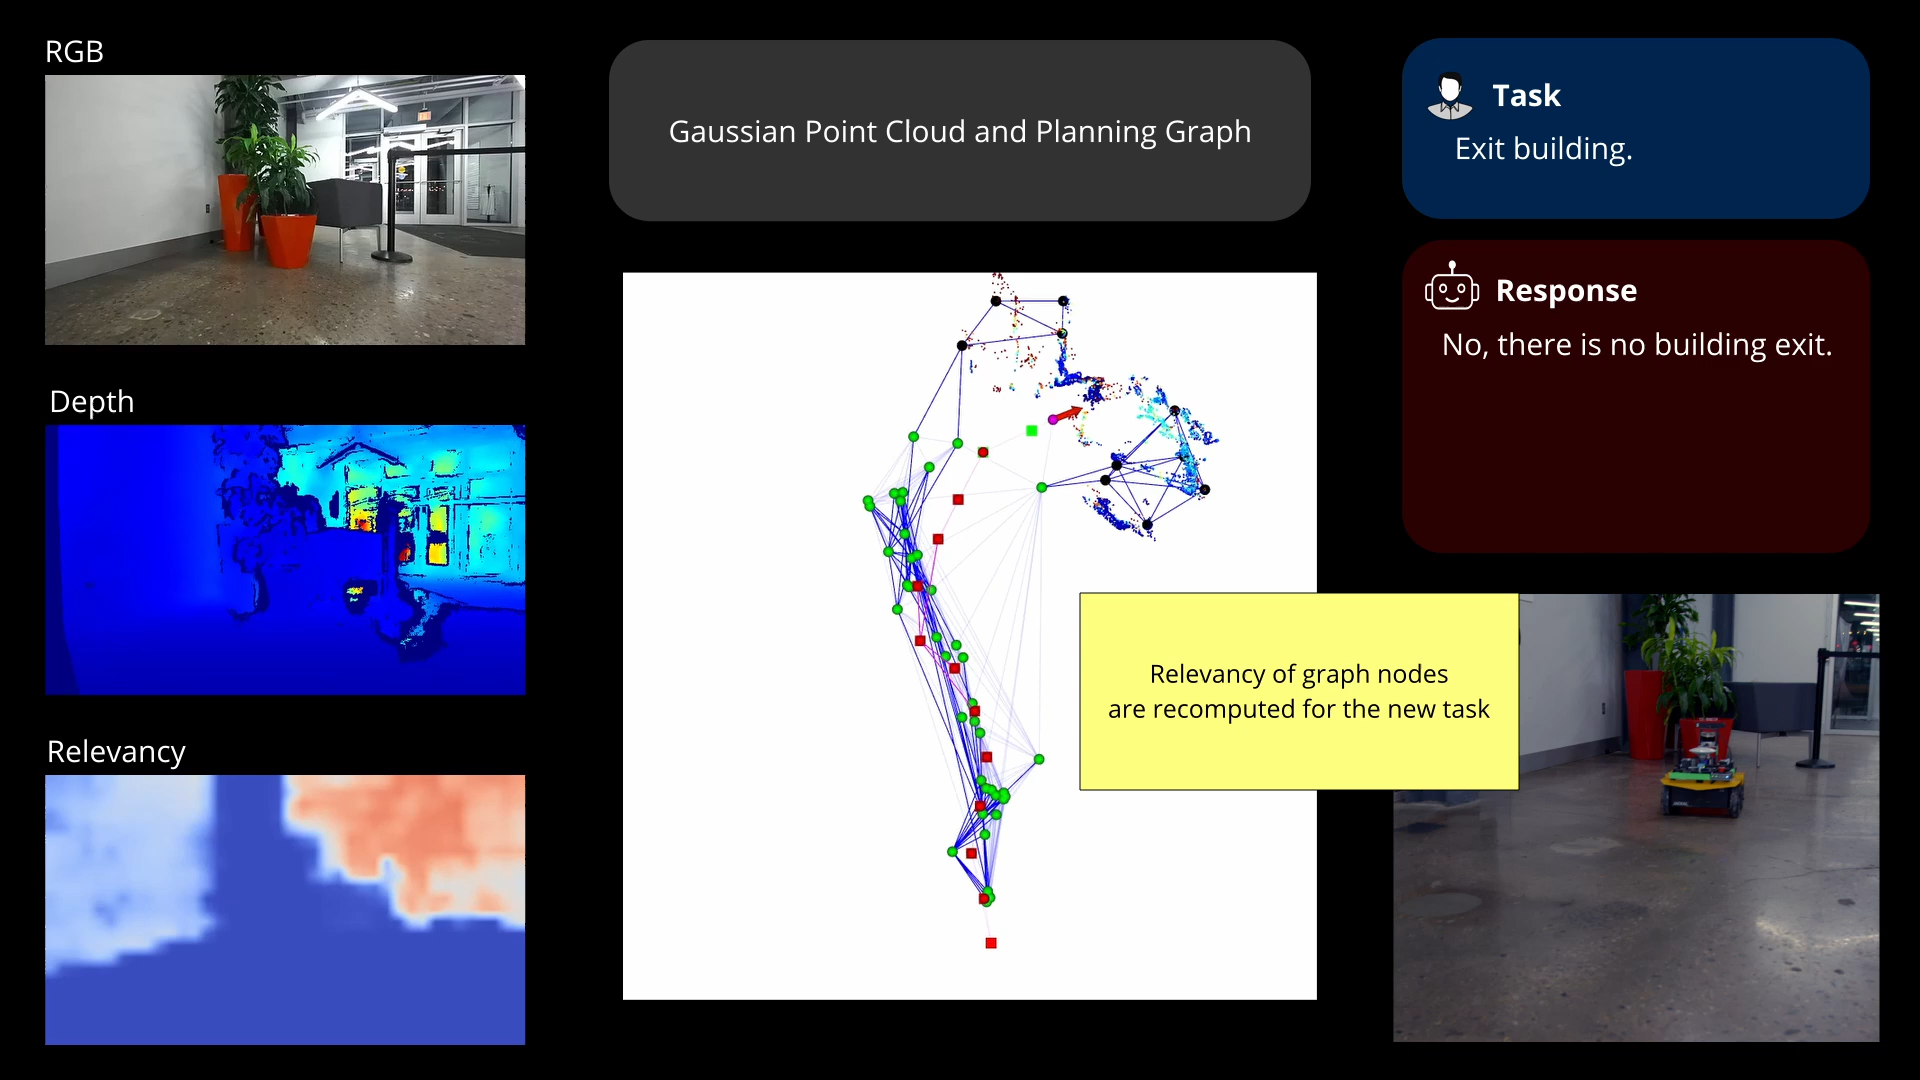 RGB
Depth
Relevancy
Gaussian Point Cloud and Planning Graph
Task
Exit building.
Response
No, there is no building exit.
Relevancy of graph nodes
are recomputed for the new task